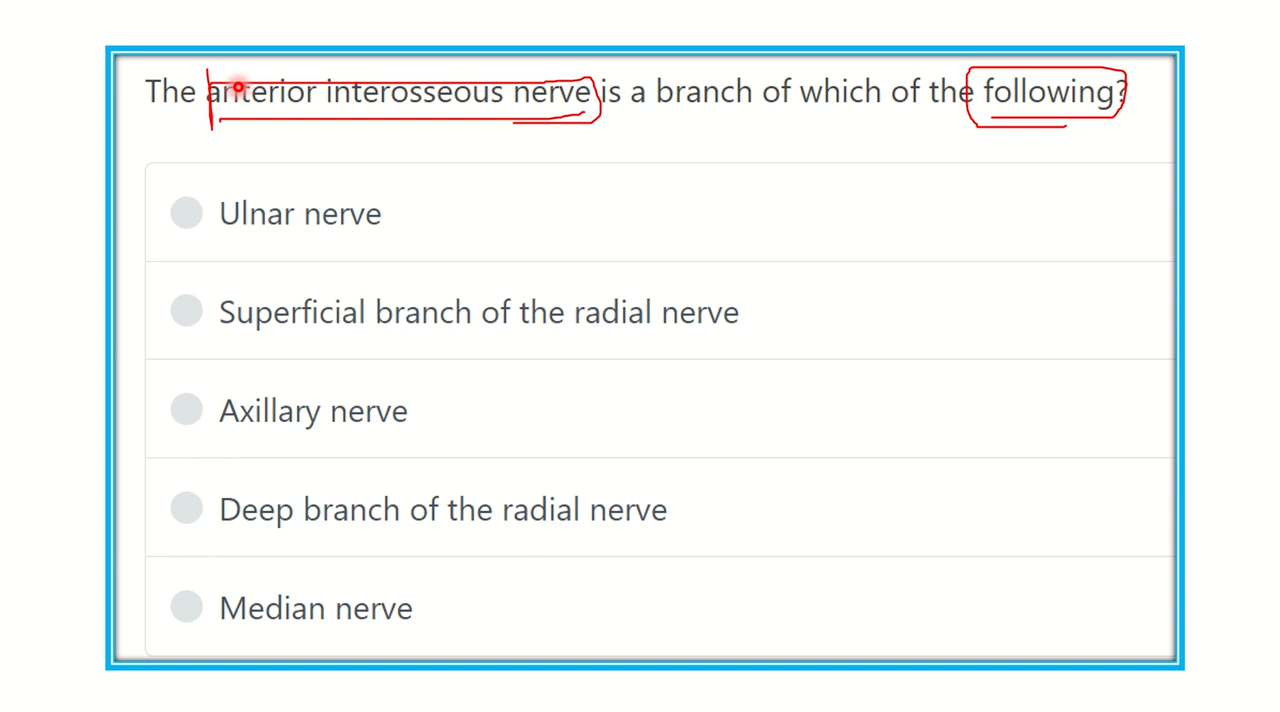 The anterior interosseous nerve is a branch of which of the following?
Ulnar nerve
Superficial branch of the radial nerve
Axillary nerve
Deep branch of the radial nerve
Median nerve